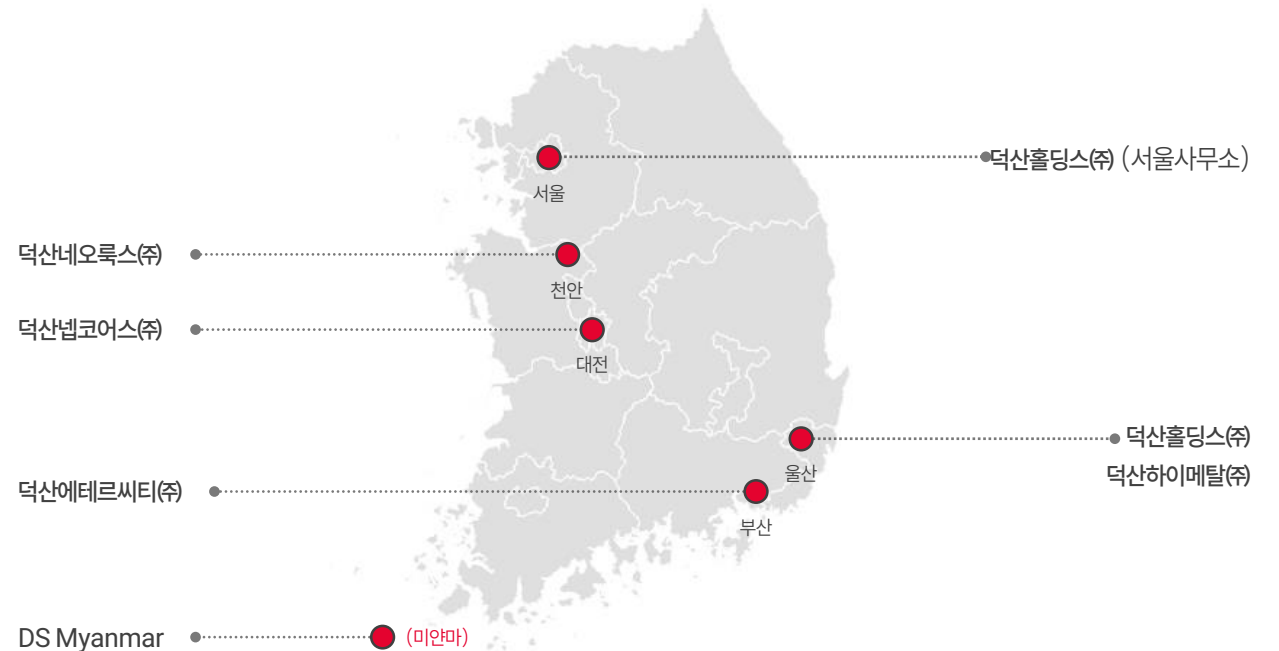 덕산홀딩스㈜ (서울사무소)
서울
덕산네오룩스㈜
천안
덕산넵코어스㈜
대전
덕산홀딩스㈜
덕산하이메탈㈜
울산
덕산에테르씨티㈜
부산
DS Myanmar
(미얀마)